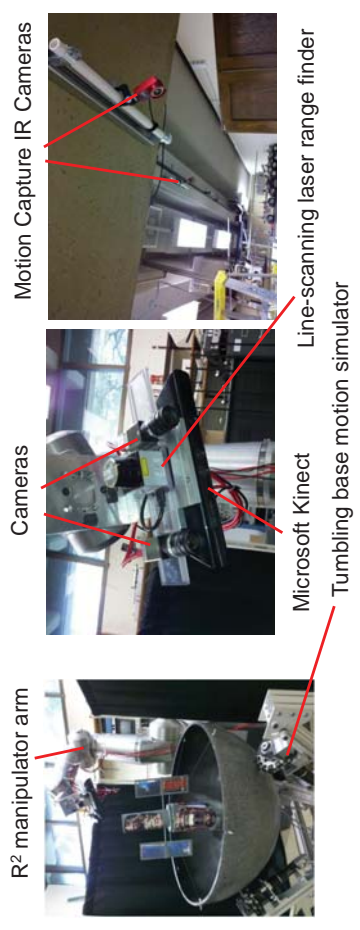 R² manipulator arm
Cameras
Motion Capture IR Cameras
Microsoft Kinect
Line-scanning laser range finder
Tumbling base motion simulator